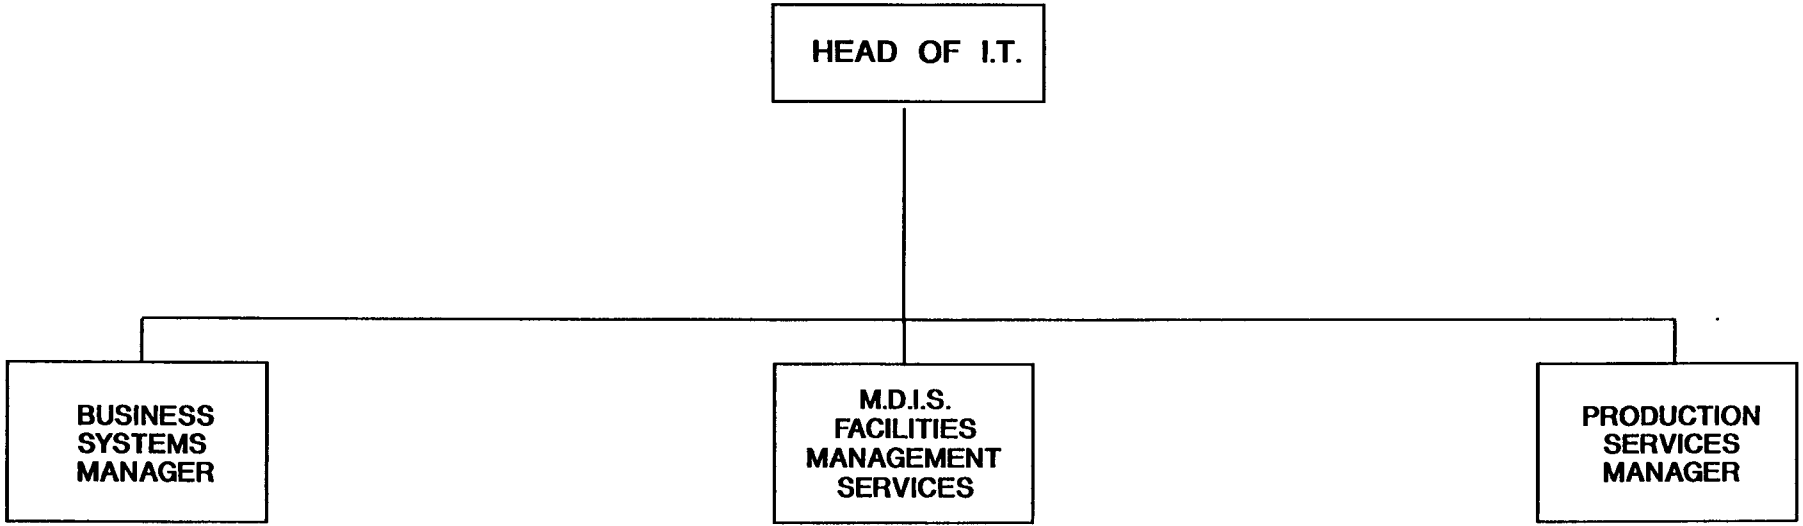 HEAD OF I.T.
BUSINESS
SYSTEMS
MANAGER
M.D.I.S.
FACILITIES
MANAGEMENT
SERVICES
PRODUCTION
SERVICES
MANAGER